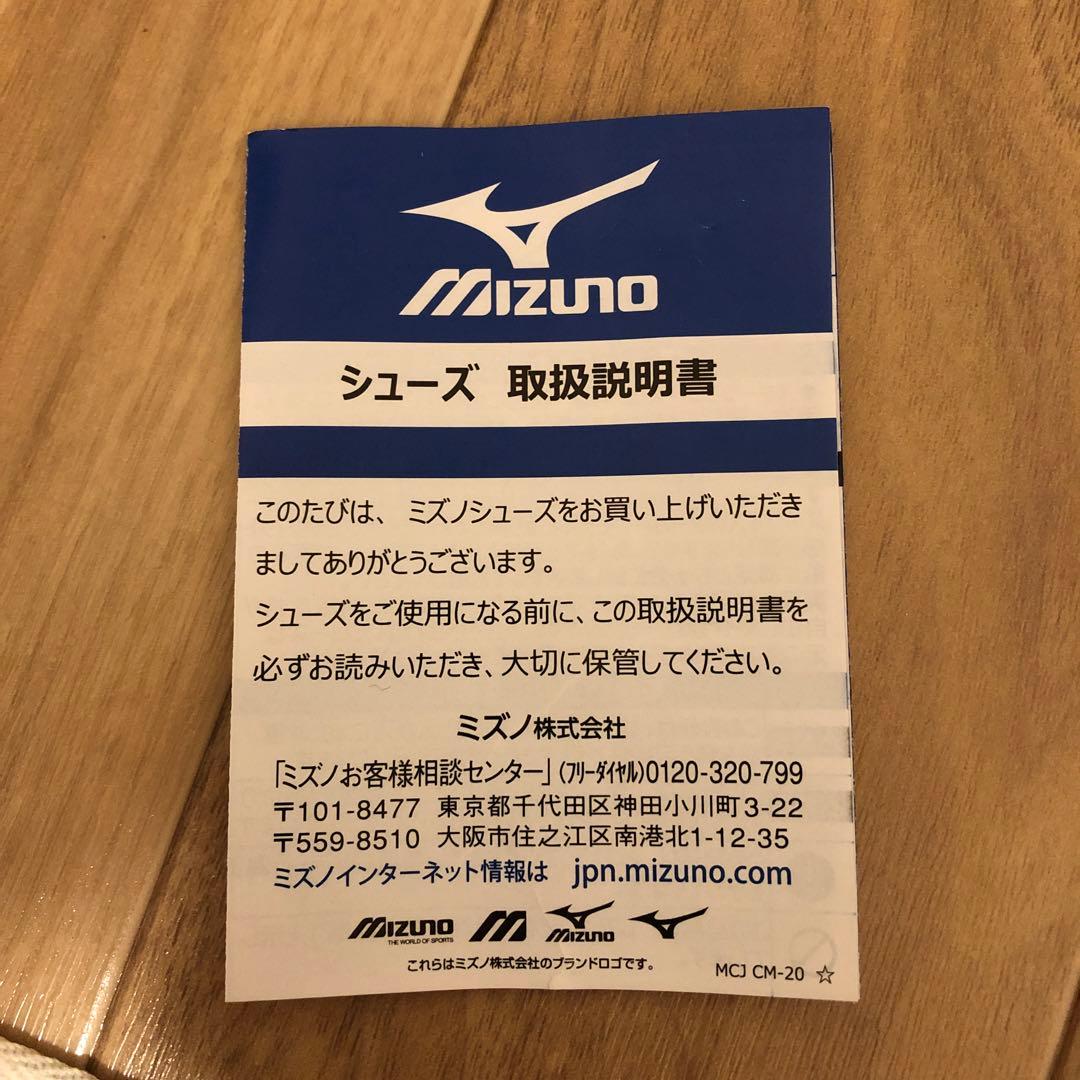 MIZUNO
シューズ 取扱説明書
このたびは、ミズノシューズをお買い上げいただき
ましてありがとうございます。
シューズをご使用になる前に、この取扱説明書を
必ずお読みいただき、大切に保管してください。
ミズノ株式会社
「ミズノお客様相談センター」(フリーダイヤル)0120-320-799
〒101-8477 東京都千代田区神田小川町3-22
〒559-8510 大阪市住之江区南港北1-12-35
ミズノインターネット情報は jpn.mizuno.com
MIZUNO THE WORLD OF SPORTS M MIZUNO
これらはミズノ株式会社のブランドロゴです。 MCJ CM-20 ☆